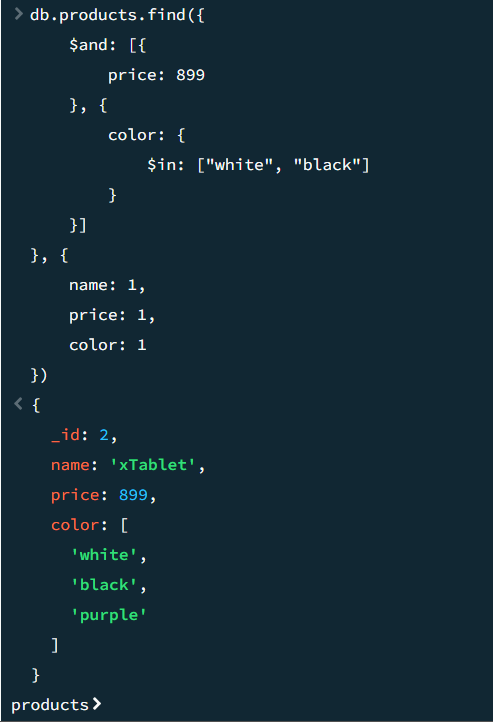 > db.products.find({
    $and: [{
        price: 899
    }, {
        color: {
            $in: ["white", "black"]
        }
    }]
}, {
    name: 1,
    price: 1,
    color: 1
})
< {
    _id: 2,
    name: 'xTablet',
    price: 899,
    color: [
      'white',
      'black',
      'purple'
    ]
  }
products>